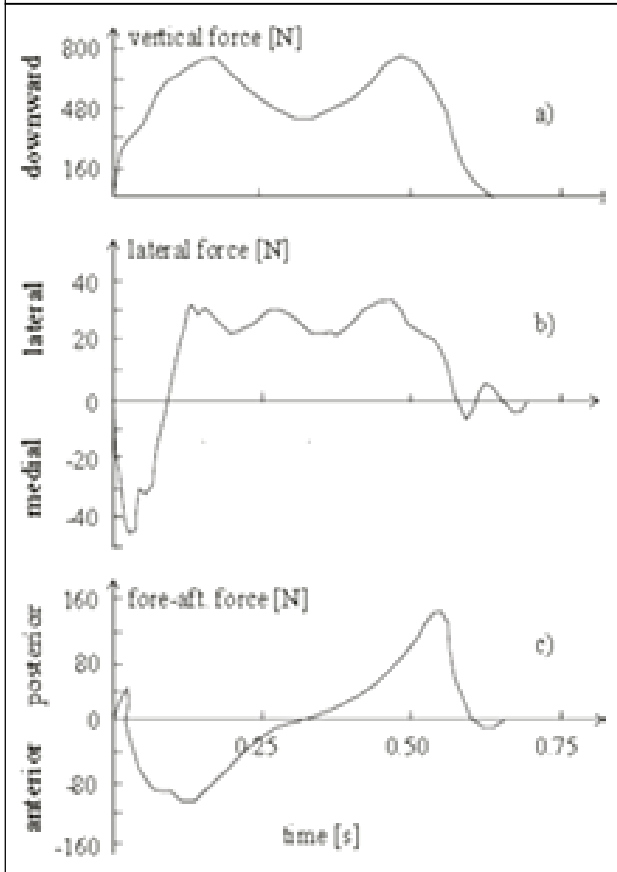 vertical force [N]
800
480
160
downward
a)
lateral force [N]
40
20
0
-20
-40
lateral
medial
b)
fore-aft. force [N]
160
80
0
-80
-160
posterior
anterior
c)
0.25
0.50
0.75
time [s]